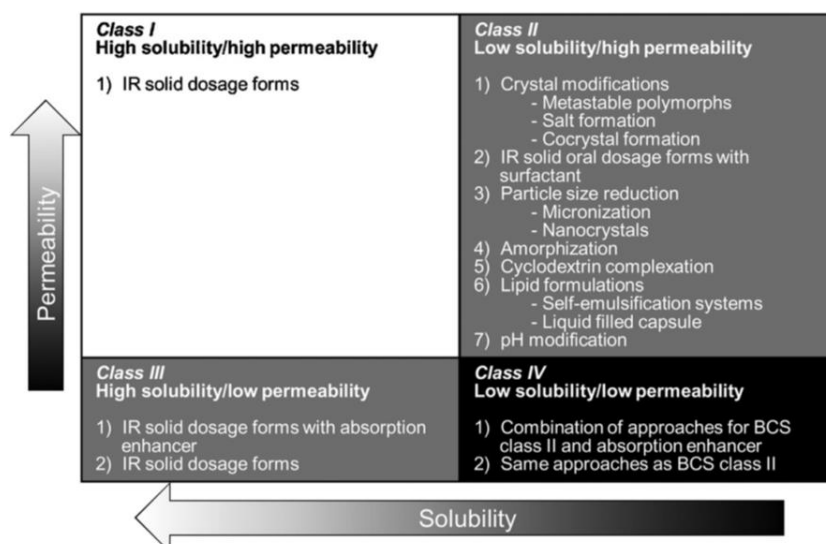 Permeability
Class I
High solubility/high permeability
1) IR solid dosage forms
Class II
Low solubility/high permeability
1) Crystal modifications
- Metastable polymorphs
- Salt formation
- Cocrystal formation
2) IR solid oral dosage forms with
surfactant
3) Particle size reduction
- Micronization
- Nanocrystals
4) Amorphization
5) Cyclodextrin complexation
6) Lipid formulations
- Self-emulsification systems
- Liquid filled capsule
7) pH modification
Class III
High solubility/low permeability
1) IR solid dosage forms with absorption
enhancer
2) IR solid dosage forms
Class IV
Low solubility/low permeability
1) Combination of approaches for BCS
class II and absorption enhancer
2) Same approaches as BCS class II
Solubility